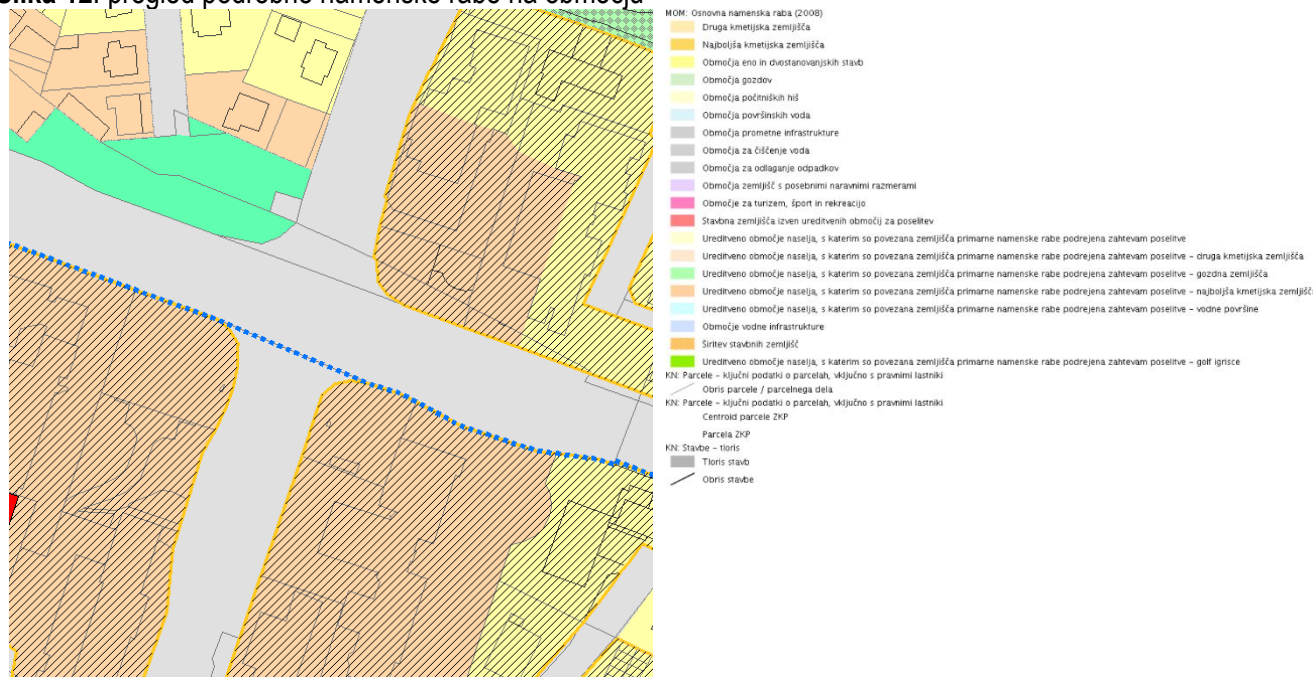 Slika 12: pregled podrobne namenske rabe na območju
MOM: Osnovna namenska raba (2008)
Druga kmetijska zemljišča
Najboljša kmetijska zemljišča
Območja eno in dvostanovanjskih stavb
Območja gozdov
Območja počitniških hiš
Območja površinskih voda
Območja prometne infrastrukture
Območja za čiščenje voda
Območja za odlaganje odpadkov
Območja zemljišč s posebnimi naravnimi razmerami
Območje za turizem, šport in rekreacijo
Stavbna zemljišča izven ureditvenih območij za poselitev
Ureditveno območje naselja, s katerim so povezana zemljišča primarne namenske rabe podrejena zahtevam poselitve
Ureditveno območje naselja, s katerim so povezana zemljišča primarne namenske rabe podrejena zahtevam poselitve - druga kmetijska zemljišča
Ureditveno območje naselja, s katerim so povezana zemljišča primarne namenske rabe podrejena zahtevam poselitve - gozdna zemljišča
Ureditveno območje naselja, s katerim so povezana zemljišča primarne namenske rabe podrejena zahtevam poselitve - najboljša kmetijska zemljišč
Ureditveno območje naselja, s katerim so povezana zemljišča primarne namenske rabe podrejena zahtevam poselitve - vodne površine
Območje vodne infrastrukture
Širitev stavbnih zemljišč
Ureditveno območje naselja, s katerim so povezana zemljišča primarne namenske rabe podrejena zahtevam poselitve - golf igrisce
KN: Parcele - ključni podatki o parcelah, vključno s pravnimi lastniki
Obris parcele / parcelnega dela
KN: Parcele - ključni podatki o parcelah, vključno s pravnimi lastniki
Centroid parcele ZKP
Parcela ZKP
KN: Stavbe - tloris
Tloris stavb
Obris stavbe